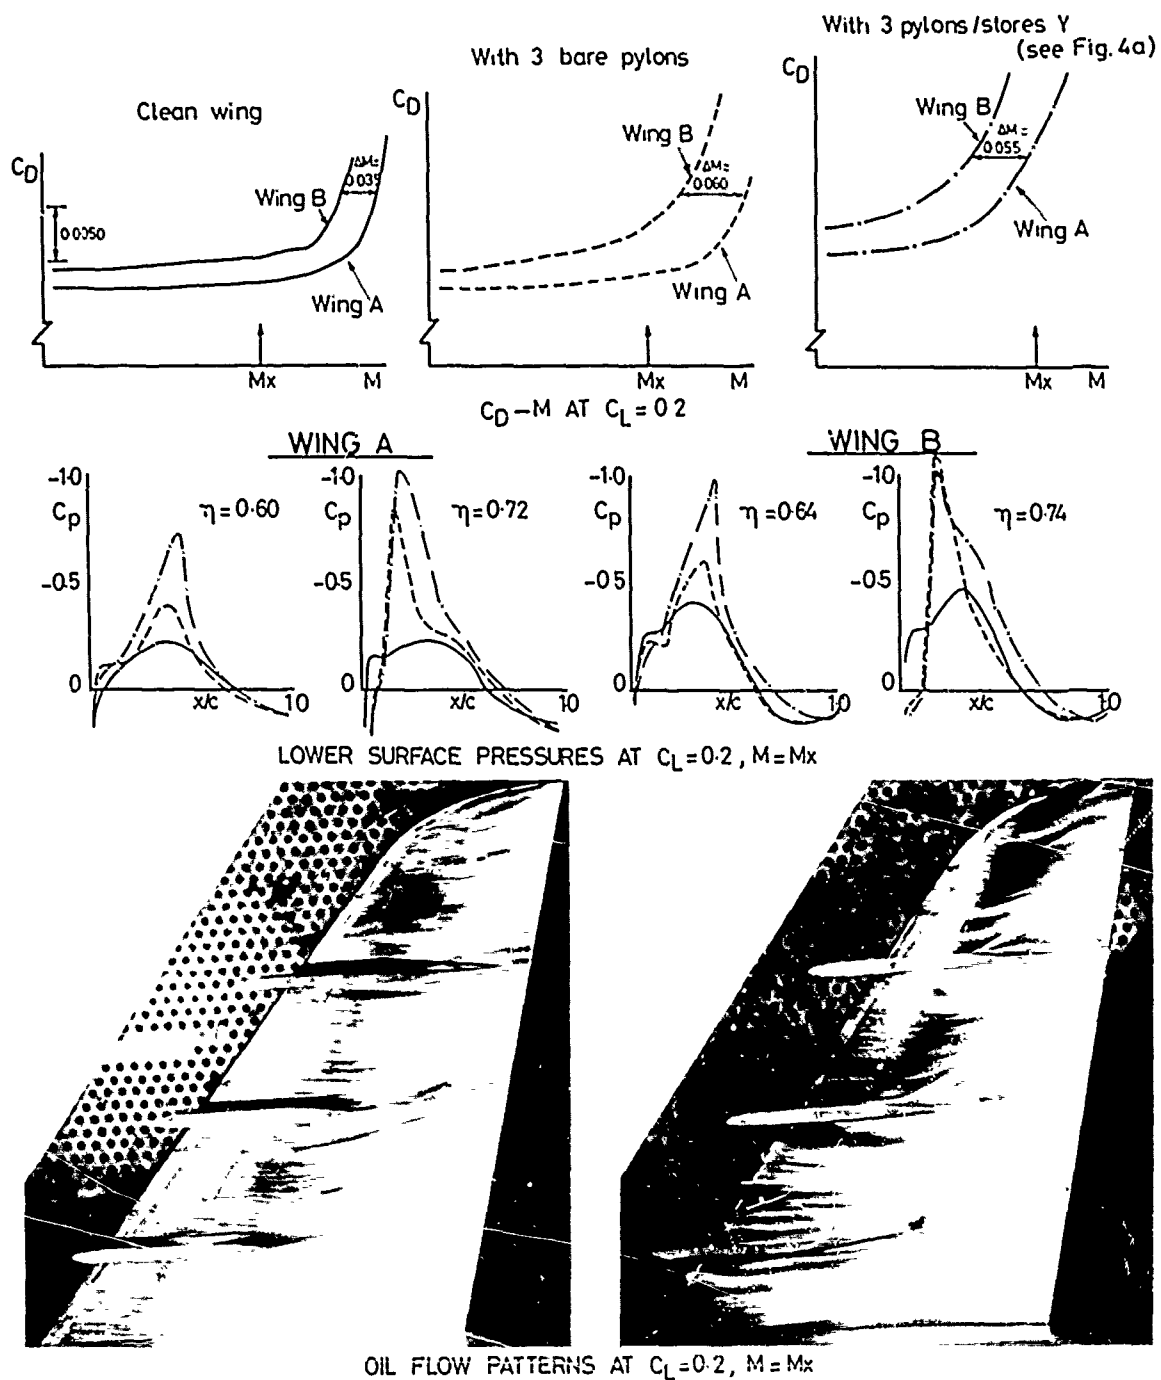 With 3 pylons/stores Y
(see Fig. 4a)
With 3 bare pylons
Clean wing
CD
0.0050
Wing B
ΔM=
0.035
Wing A
Mx
M
CD
Wing B
ΔM=
0.060
Wing A
Mx
M
CD
Wing B
ΔM=
0.055
Wing A
Mx
M
CD-M AT CL=0.2
WING A
WING B
-1.0
Cp
-0.5
0
η=0.60
x/c
1.0
-1.0
Cp
-0.5
0
η=0.72
x/c
1.0
-1.0
Cp
-0.5
0
η=0.64
x/c
1.0
-1.0
Cp
-0.5
0
η=0.74
x/c
1.0
LOWER SURFACE PRESSURES AT CL=0.2, M=Mx
OIL FLOW PATTERNS AT CL=0.2, M=Mx